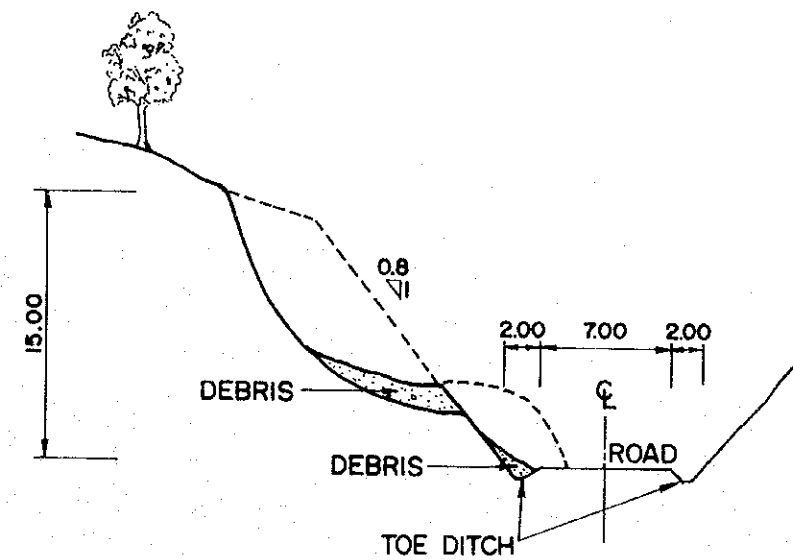 0.8
1
2.00 7.00 2.00
15.00
DEBRIS
℄
ROAD
DEBRIS
TOE DITCH